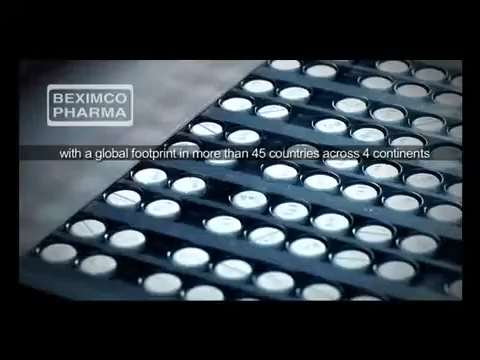 BEXIMCO
PHARMA
with a global footprint in more than 45 countries across 4 continents